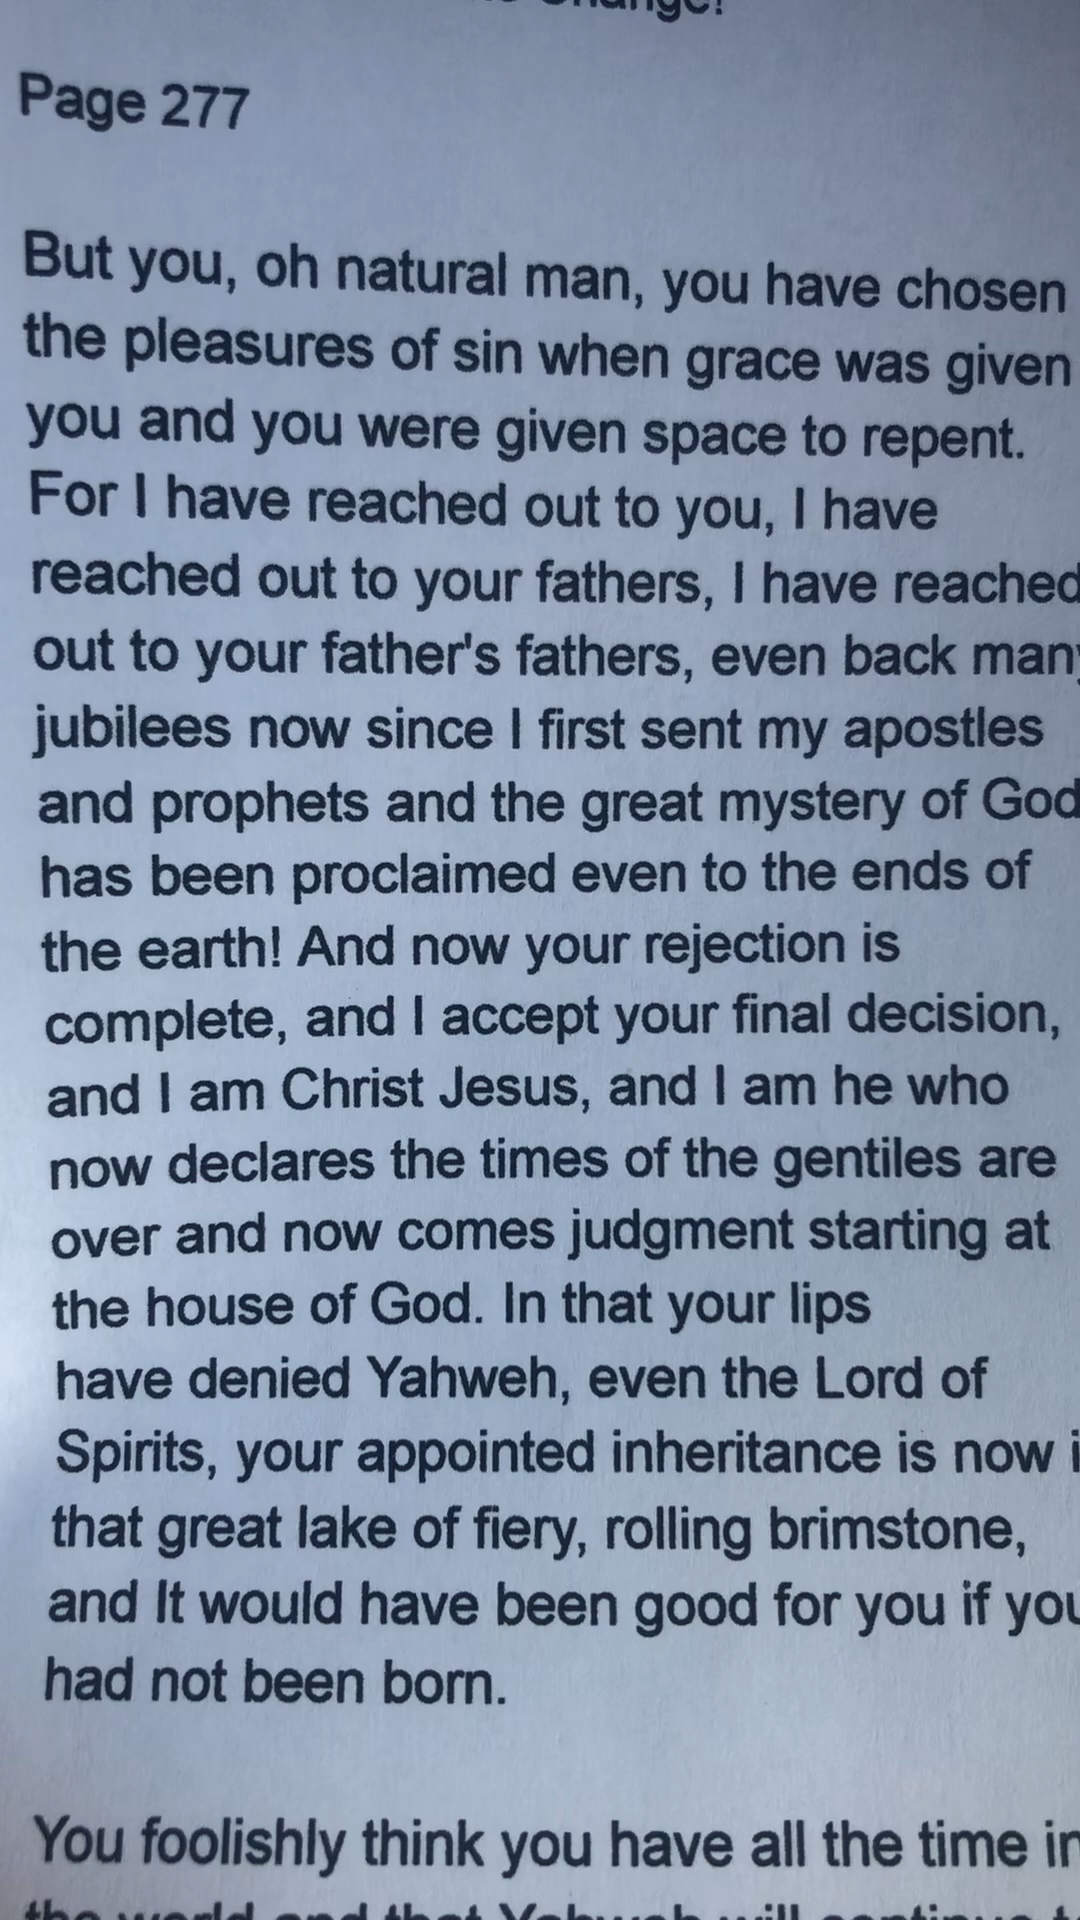 Page 277
But you, oh natural man, you have chosen
the pleasures of sin when grace was given
you and you were given space to repent.
For I have reached out to you, I have
reached out to your fathers, I have reached
out to your father's fathers, even back many
jubilees now since I first sent my apostles
and prophets and the great mystery of God
has been proclaimed even to the ends of
the earth! And now your rejection is
complete, and I accept your final decision,
and I am Christ Jesus, and I am he who
now declares the times of the gentiles are
over and now comes judgment starting at
the house of God. In that your lips
have denied Yahweh, even the Lord of
Spirits, your appointed inheritance is now
that great lake of fiery, rolling brimstone,
and It would have been good for you if you
had not been born.
You foolishly think you have all the time in
the world and that Yahweh will continue